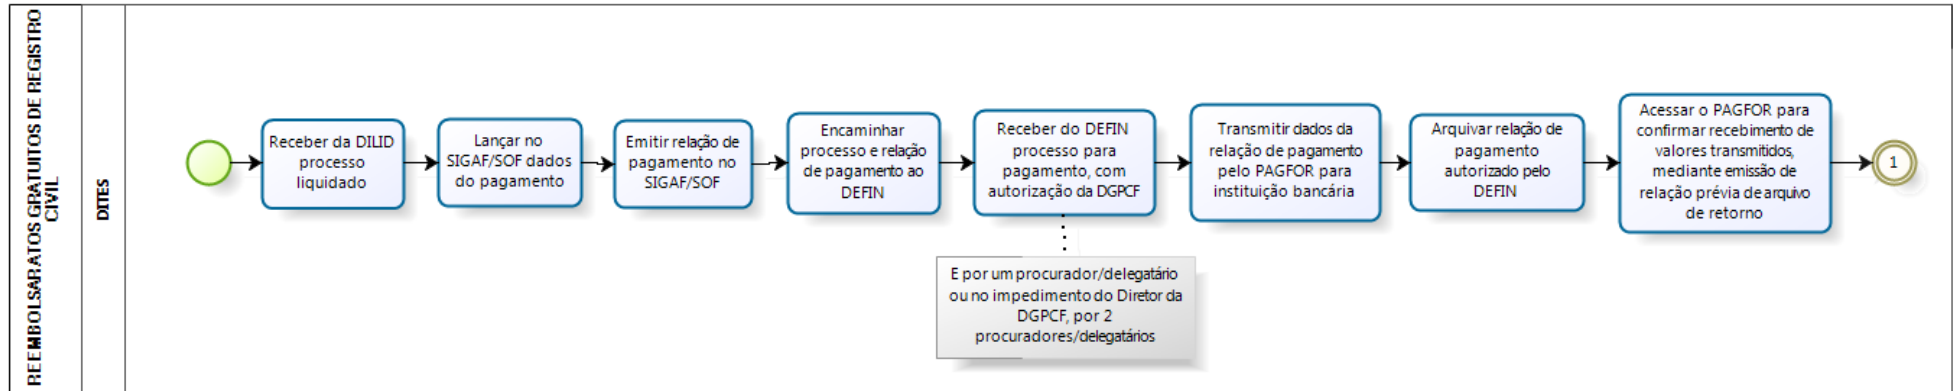 REEMBOLSAR ATOS GRATUITOS DE REGISTRO
CIVIL
DITES
Receber da DILID
processo
liquidado
Lançar no
SIGAF/SOF dados
do pagamento
Emitir relação de
pagamento no
SIGAF/SOF
Encaminhar
processo e relação
de pagamento ao
DEFIN
Receber do DEFIN
processo para
pagamento, com
autorização da DGPCF
E por um procurador/delegatário
ou no impedimento do Diretor da
DGPCF, por 2
procuradores/delegatários
Transmitir dados da
relação de pagamento
pelo PAGFOR para
instituição bancária
Arquivar relação de
pagamento
autorizado pelo
DEFIN
Acessar o PAGFOR para
confirmar recebimento de
valores transmitidos,
mediante emissão de
relação prévia de arquivo
de retorno
1